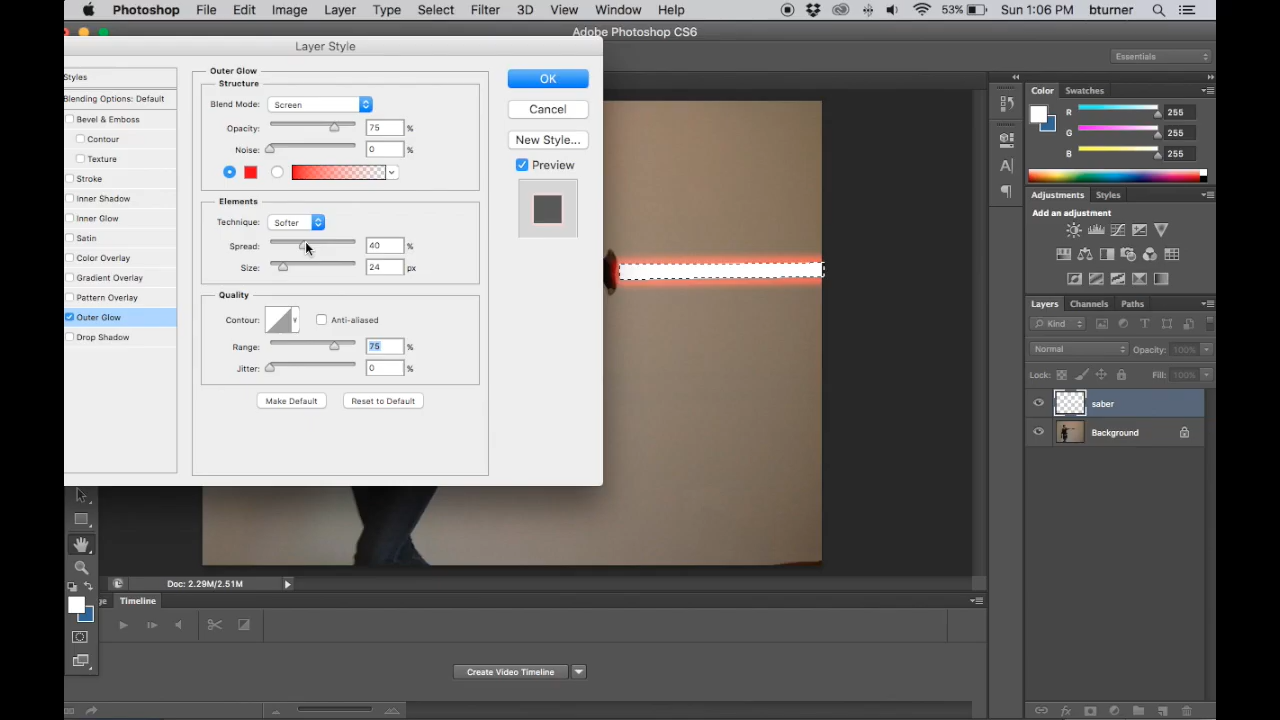 Photoshop File Edit Image Layer Type Select Filter 3D View Window Help 53% Sun 1:06 PM bturner
Adobe Photoshop CS6
Layer Style
Essentials
Styles
Blending Options: Default
Bevel & Emboss
Contour
Texture
Stroke
Inner Shadow
Inner Glow
Satin
Color Overlay
Gradient Overlay
Pattern Overlay
Outer Glow
Drop Shadow
Outer Glow
Structure
Blend Mode: Screen
Opacity: 75 %
Noise: 0 %
Elements
Technique: Softer
Spread: 40 %
Size: 24 px
Quality
Contour: Anti-aliased
Range: 75 %
Jitter: 0 %
Make Default Reset to Default
OK
Cancel
New Style...
Preview
Color Swatches
R 255
G 255
B 255
Adjustments Styles
Add an adjustment
Layers Channels Paths
Kind
Normal Opacity: 100%
Lock: Fill: 100%
saber
Background
Doc: 2.29M/2.51M
ge Timeline
Create Video Timeline